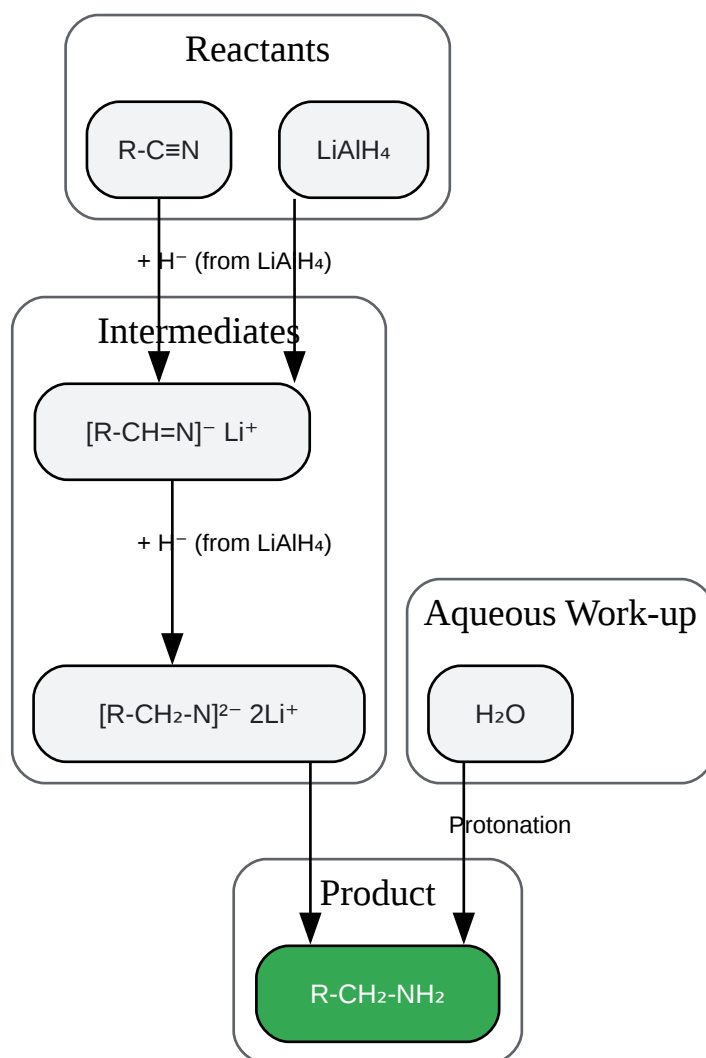 Reactants
R-C≡N
LiAlH₄
+ H⁻ (from LiAlH₄)
Intermediates
[R-CH=N]⁻ Li⁺
+ H⁻ (from LiAlH₄)
Aqueous Work-up
[R-CH₂-N]²⁻ 2Li⁺
H₂O
Protonation
Product
R-CH₂-NH₂